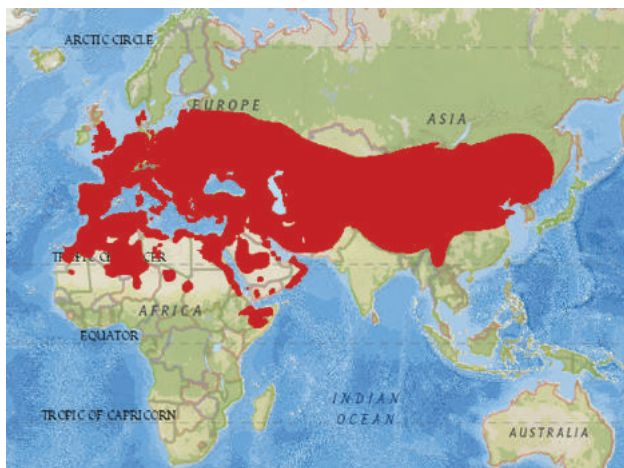 ARCTIC CIRCLE
EUROPE
ASIA
AFRICA
EQUATOR
INDIAN
OCEAN
TROPIC OF CAPRICORN
AUSTRALIA